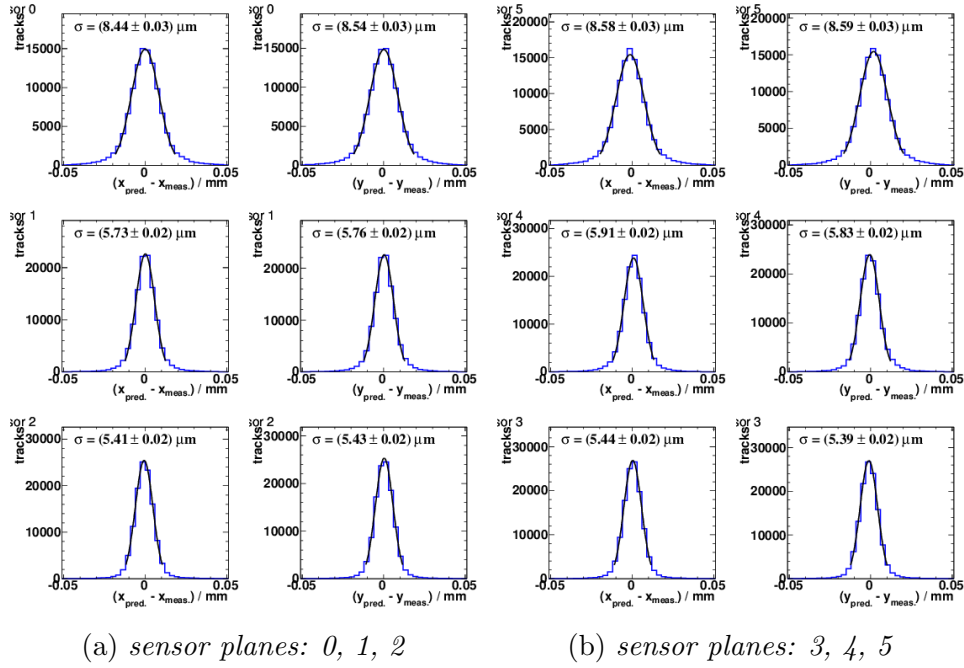 sor 0
tracks
σ = (8.44 ± 0.03) μm
20000
15000
10000
5000
0
-0.05 0 0.05
(x_pred. - x_meas.) / mm
sor 0
tracks
σ = (8.54 ± 0.03) μm
20000
15000
10000
5000
0
-0.05 0 0.05
(y_pred. - y_meas.) / mm
sor 5
tracks
σ = (8.58 ± 0.03) μm
20000
15000
10000
5000
0
-0.05 0 0.05
(x_pred. - x_meas.) / mm
sor 5
tracks
σ = (8.59 ± 0.03) μm
20000
15000
10000
5000
0
-0.05 0 0.05
(y_pred. - y_meas.) / mm
sor 1
tracks
σ = (5.73 ± 0.02) μm
20000
10000
0
-0.05 0 0.05
(x_pred. - x_meas.) / mm
sor 1
tracks
σ = (5.76 ± 0.02) μm
20000
10000
0
-0.05 0 0.05
(y_pred. - y_meas.) / mm
sor 4
tracks
σ = (5.91 ± 0.02) μm
30000
20000
10000
0
-0.05 0 0.05
(x_pred. - x_meas.) / mm
sor 4
tracks
σ = (5.83 ± 0.02) μm
30000
20000
10000
0
-0.05 0 0.05
(y_pred. - y_meas.) / mm
sor 2
tracks
σ = (5.41 ± 0.02) μm
30000
20000
10000
0
-0.05 0 0.05
(x_pred. - x_meas.) / mm
sor 2
tracks
σ = (5.43 ± 0.02) μm
30000
20000
10000
0
-0.05 0 0.05
(y_pred. - y_meas.) / mm
sor 3
tracks
σ = (5.44 ± 0.02) μm
30000
20000
10000
0
-0.05 0 0.05
(x_pred. - x_meas.) / mm
sor 3
tracks
σ = (5.39 ± 0.02) μm
30000
20000
10000
0
-0.05 0 0.05
(y_pred. - y_meas.) / mm
(a) sensor planes: 0, 1, 2
(b) sensor planes: 3, 4, 5